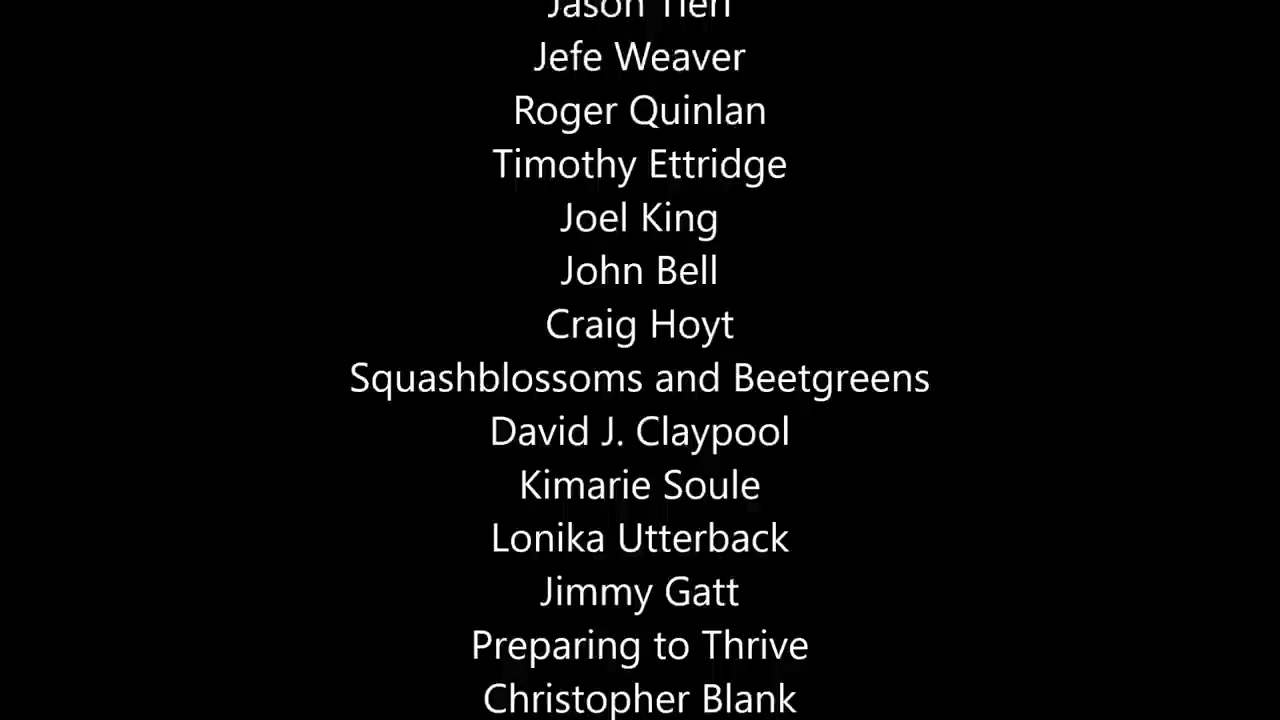 Jason
Jefe Weaver
Roger Quinlan
Timothy Ettridge
Joel King
John Bell
Craig Hoyt
Squashblossoms and Beetgreens
David J. Claypool
Kimarie Soule
Lonika Utterback
Jimmy Gatt
Preparing to Thrive
Christopher Blank